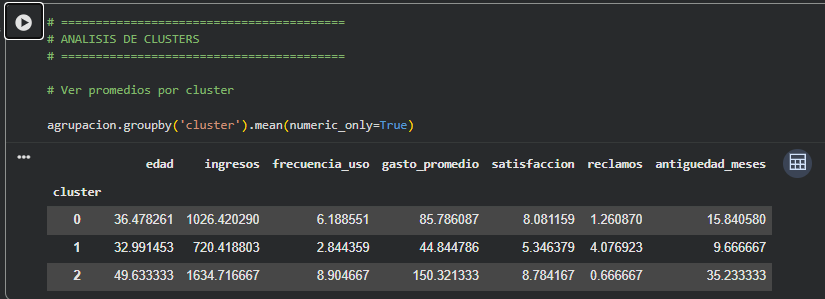 # =========================================
# ANALISIS DE CLUSTERS
# =========================================
# Ver promedios por cluster
agrupacion.groupby('cluster').mean(numeric_only=True)
edad ingresos frecuencia_uso gasto_promedio satisfaccion reclamos antiguedad_meses
cluster
0 36.478261 1026.420290 6.188551 85.786087 8.081159 1.260870 15.840580
1 32.991453 720.418803 2.844359 44.844786 5.346379 4.076923 9.666667
2 49.633333 1634.716667 8.904667 150.321333 8.784167 0.666667 35.233333